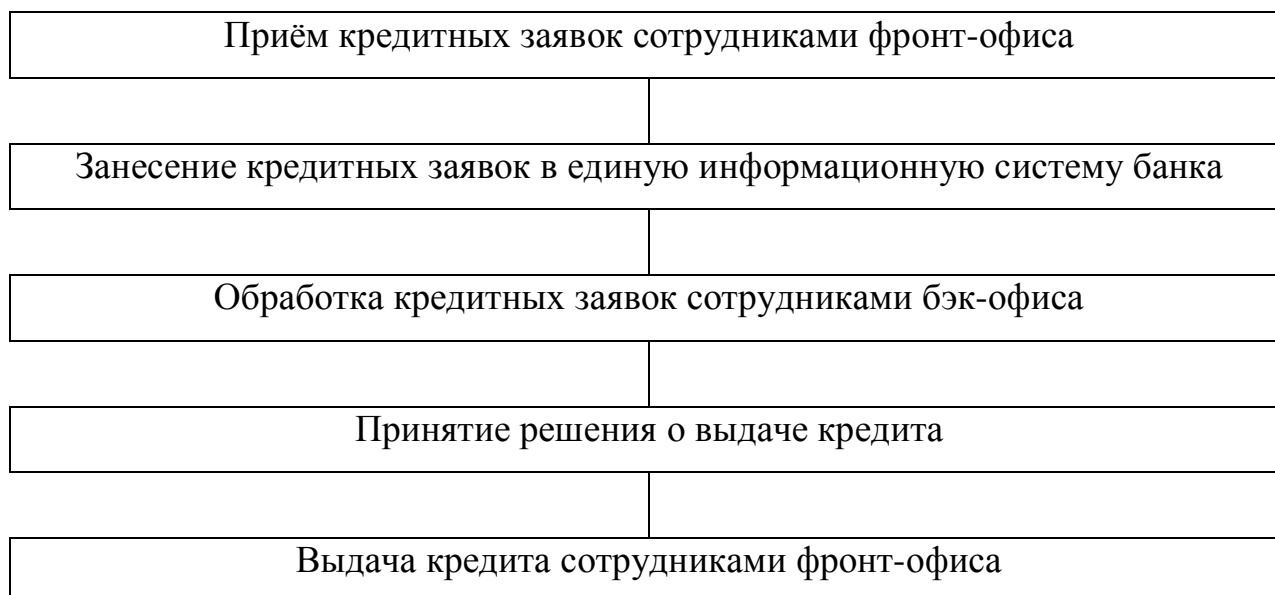 Приём кредитных заявок сотрудниками фронт-офиса
Занесение кредитных заявок в единую информационную систему банка
Обработка кредитных заявок сотрудниками бэк-офиса
Принятие решения о выдаче кредита
Выдача кредита сотрудниками фронт-офиса